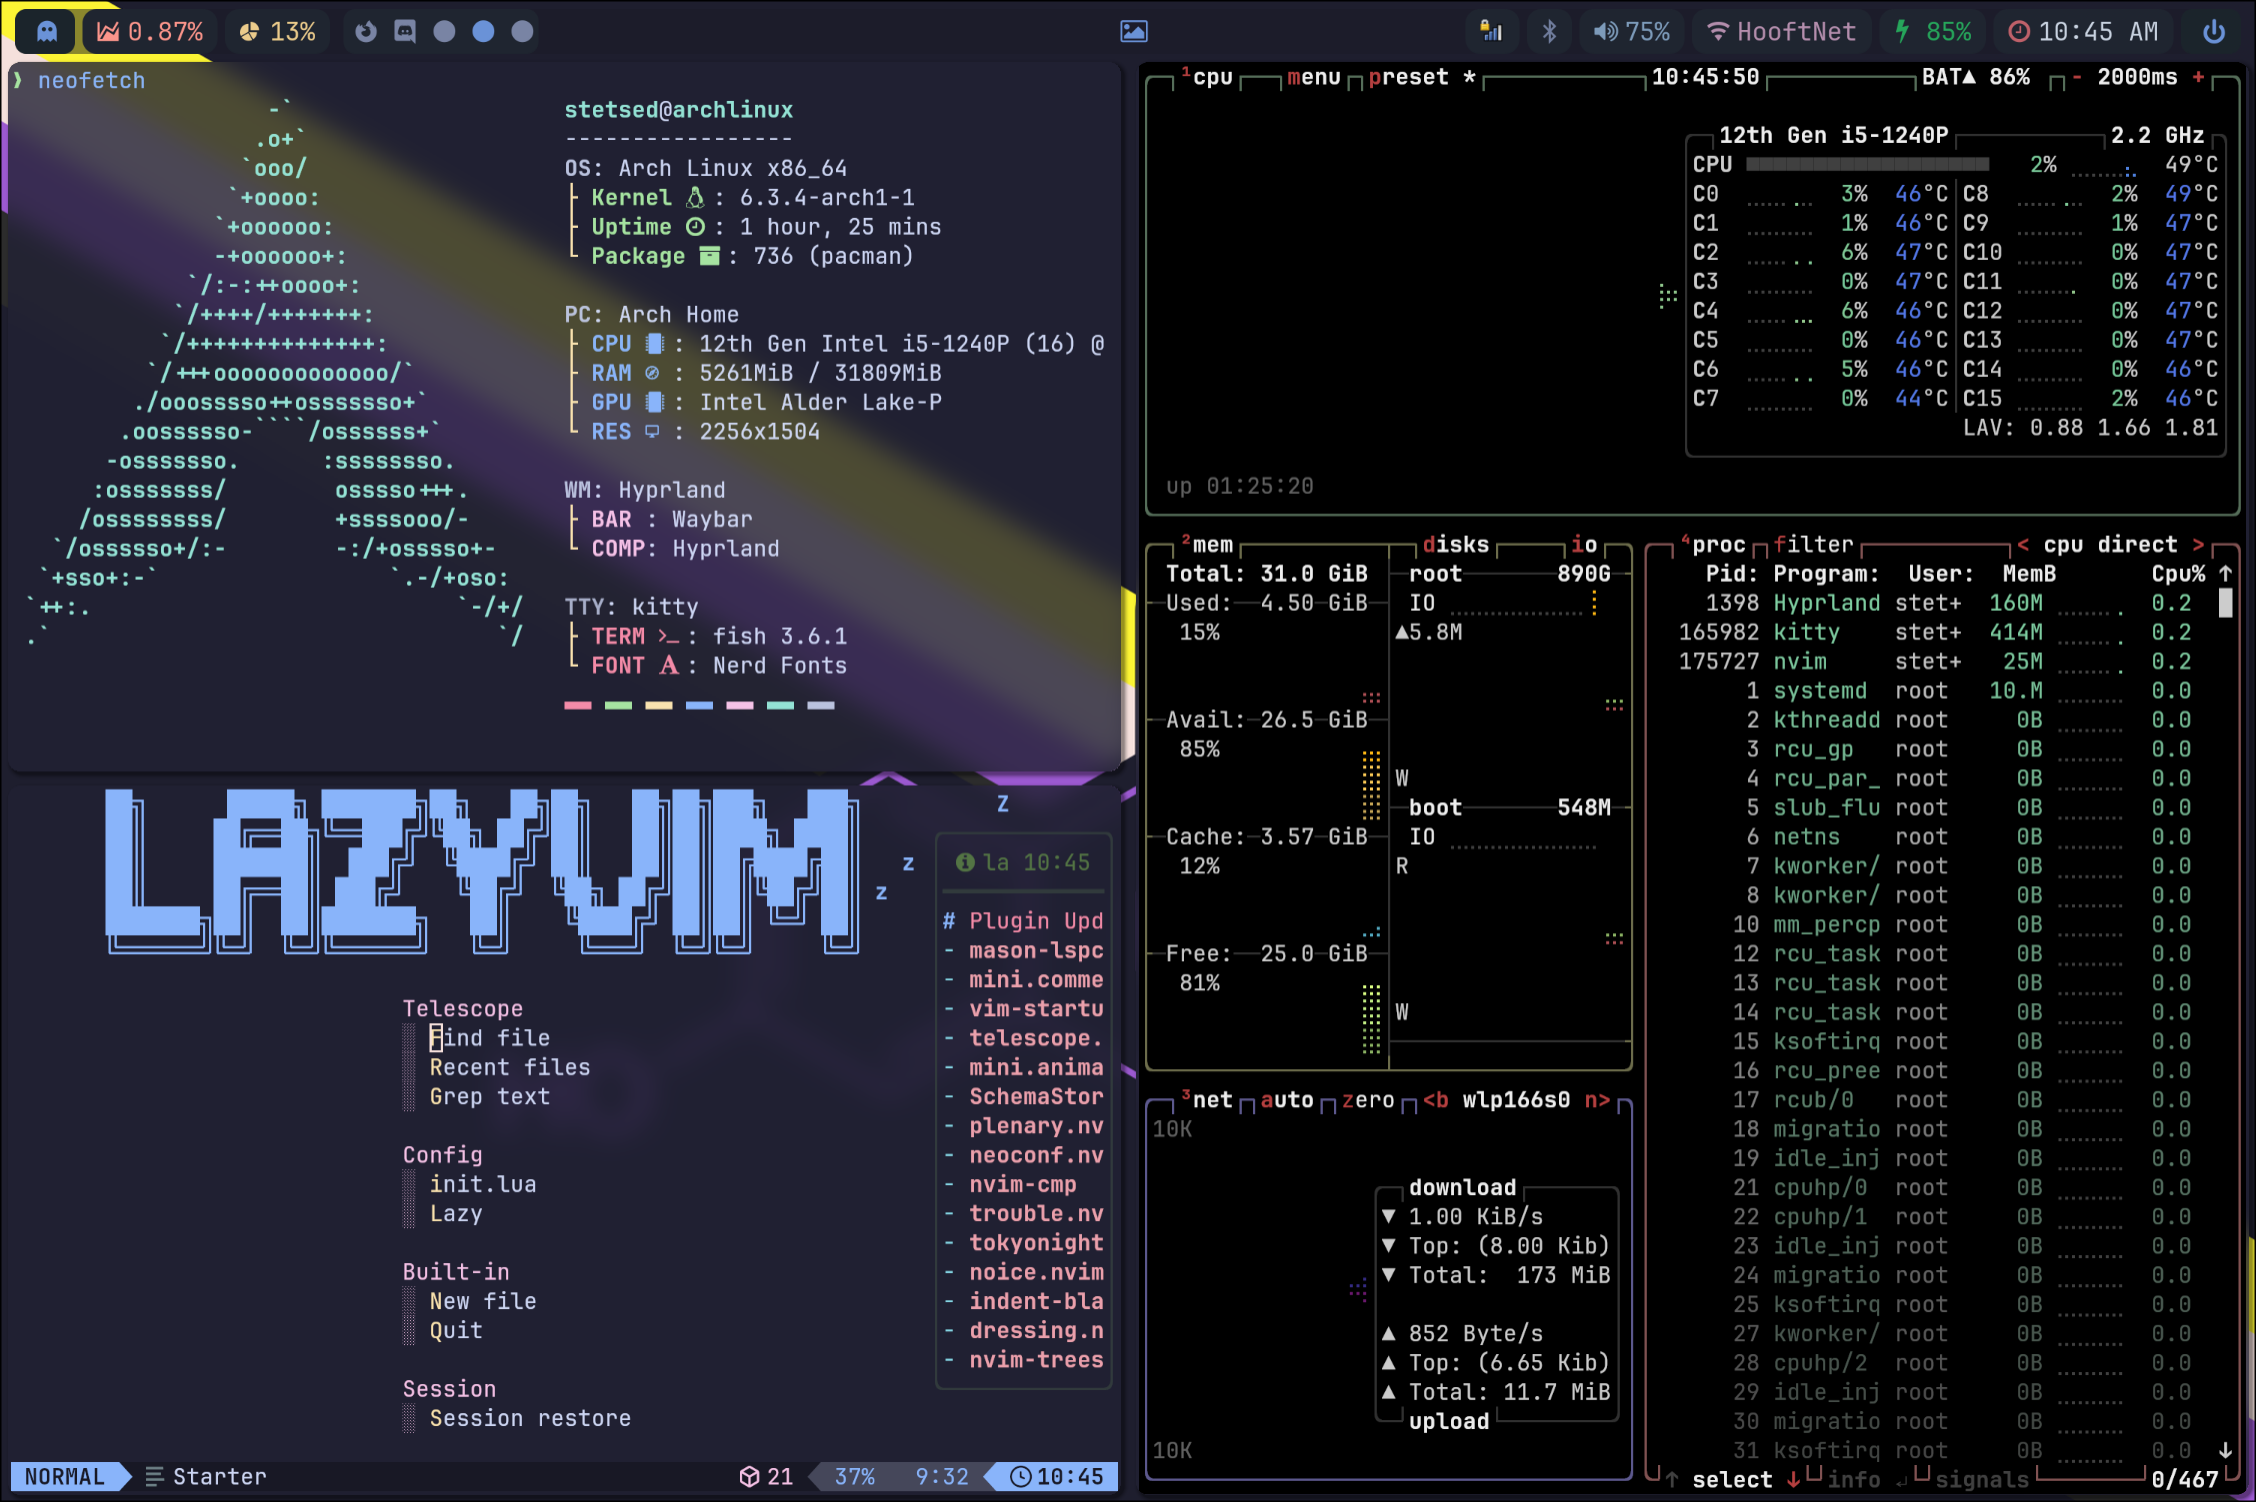 0.87% 13% 75% HooftNet 85% 10:45 AM
❯ neofetch
stetsed@archlinux
-----------------
OS: Arch Linux x86_64
Kernel : 6.3.4-arch1-1
Uptime : 1 hour, 25 mins
Package : 736 (pacman)
PC: Arch Home
CPU : 12th Gen Intel i5-1240P (16) @
RAM : 5261MiB / 31809MiB
GPU : Intel Alder Lake-P
RES : 2256x1504
WM: Hyprland
BAR : Waybar
COMP: Hyprland
TTY: kitty
TERM : fish 3.6.1
FONT : Nerd Fonts
-`
.o+`
`ooo/
`+oooo:
`+oooooo:
-+oooooo+:
`/:-:++oooo+:
`/++++/+++++++:
`/++++++++++++++:
`/+++ooooooooooooo/`
./ooosssso++osssssso+`
.oossssso-````/ossssss+`
-osssssso. :ssssssso.
:osssssss/ osssso+++.
/ossssssss/ +ssssooo/-
`/ossssso+/:- -:/+osssso+-
`+sso+:-` `.-/+oso:
`++:. `-/+/
.` `/
LAZYVIM Z
z
z
Telescope
Find file
Recent files
Grep text
Config
init.lua
Lazy
Built-in
New file
Quit
Session
Session restore
la 10:45
# Plugin Upd
- mason-lspc
- mini.comme
- vim-startu
- telescope.
- mini.anima
- SchemaStor
- plenary.nv
- neoconf.nv
- nvim-cmp
- trouble.nv
- tokyonight
- noice.nvim
- indent-bla
- dressing.n
- nvim-trees
NORMAL Starter 21 37% 9:32 10:45
1cpu menu preset * 10:45:50 BAT▲ 86% - 2000ms +
12th Gen i5-1240P 2.2 GHz
CPU 2% 49°C
C0 3% 46°C C8 2% 49°C
C1 1% 46°C C9 1% 47°C
C2 6% 47°C C10 0% 47°C
C3 0% 47°C C11 0% 47°C
C4 6% 46°C C12 0% 47°C
C5 0% 46°C C13 0% 47°C
C6 5% 46°C C14 0% 46°C
C7 0% 44°C C15 2% 46°C
LAV: 0.88 1.66 1.81
up 01:25:20
2mem disks io
Total: 31.0 GiB
Used: 4.50 GiB
15%
Avail: 26.5 GiB
85%
Cache: 3.57 GiB
12%
Free: 25.0 GiB
81%
root 890G
IO
▲5.8M
W
boot 548M
IO
R
W
3net auto zero <b wlp166s0 n>
10K
download
▼ 1.00 KiB/s
▼ Top: (8.00 Kib)
▼ Total: 173 MiB
▲ 852 Byte/s
▲ Top: (6.65 Kib)
▲ Total: 11.7 MiB
upload
10K
4proc filter < cpu direct >
Pid: Program: User: MemB Cpu% ↑
1398 Hyprland stet+ 160M 0.2
165982 kitty stet+ 414M 0.2
175727 nvim stet+ 25M 0.2
1 systemd root 10.M 0.0
2 kthreadd root 0B 0.0
3 rcu_gp root 0B 0.0
4 rcu_par_ root 0B 0.0
5 slub_flu root 0B 0.0
6 netns root 0B 0.0
7 kworker/ root 0B 0.0
8 kworker/ root 0B 0.0
10 mm_percp root 0B 0.0
12 rcu_task root 0B 0.0
13 rcu_task root 0B 0.0
14 rcu_task root 0B 0.0
15 ksoftirq root 0B 0.0
16 rcu_pree root 0B 0.0
17 rcub/0 root 0B 0.0
18 migratio root 0B 0.0
19 idle_inj root 0B 0.0
21 cpuhp/0 root 0B 0.0
22 cpuhp/1 root 0B 0.0
23 idle_inj root 0B 0.0
24 migratio root 0B 0.0
25 ksoftirq root 0B 0.0
27 kworker/ root 0B 0.0
28 cpuhp/2 root 0B 0.0
29 idle_inj root 0B 0.0
30 migratio root 0B 0.0
31 ksoftirq root 0B 0.0 ↓
↑ select ↓ info ↲ signals 0/467